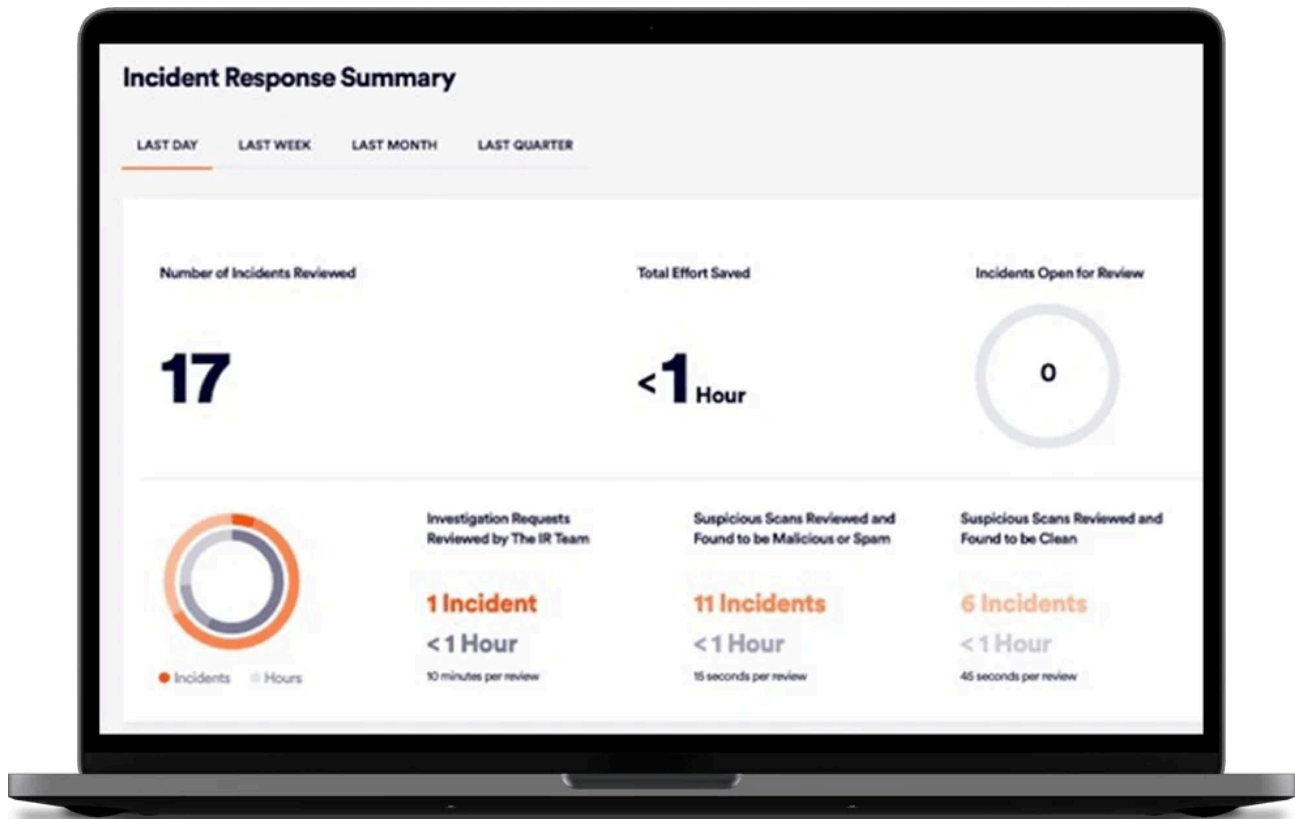 Incident Response Summary
LAST DAY LAST WEEK LAST MONTH LAST QUARTER
Number of Incidents Reviewed
Total Effort Saved
Incidents Open for Review
17
<1 Hour
0
Investigation Requests
Reviewed by The IR Team
1 Incident
< 1 Hour
10 minutes per review
Suspicious Scans Reviewed and
Found to be Malicious or Spam
11 Incidents
< 1 Hour
15 seconds per review
Suspicious Scans Reviewed and
Found to be Clean
6 Incidents
< 1 Hour
45 seconds per review
Incidents Hours